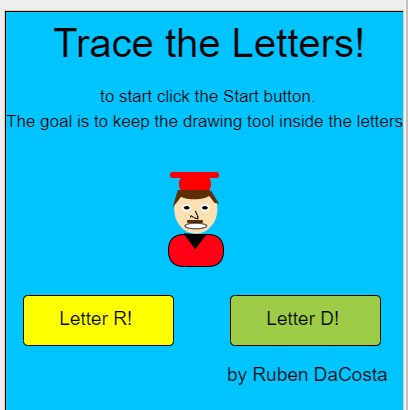 Trace the Letters!
to start click the Start button.
The goal is to keep the drawing tool inside the letters
Letter R!
Letter D!
by Ruben DaCosta